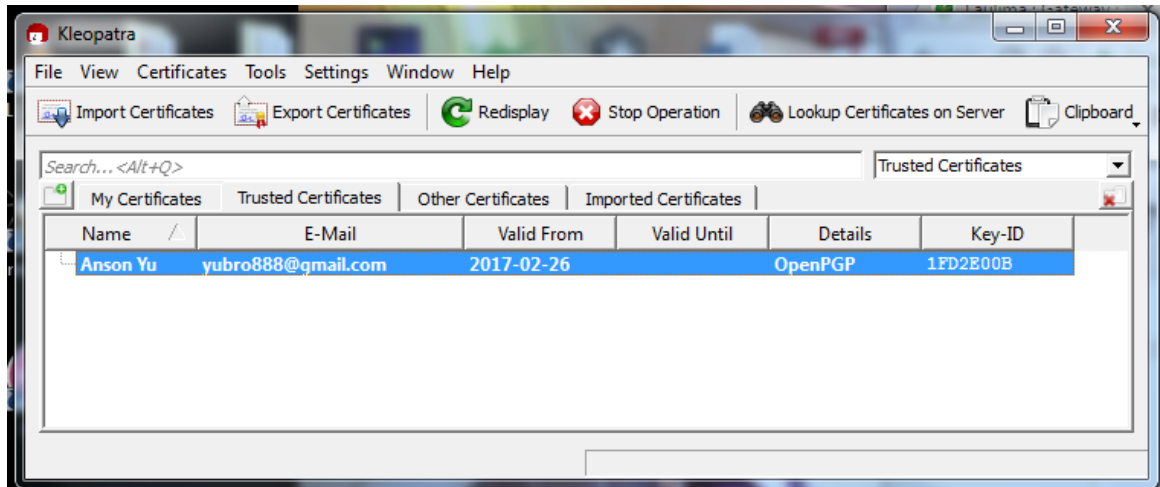 Kleopatra
File View Certificates Tools Settings Window Help
Import Certificates Export Certificates Redisplay Stop Operation Lookup Certificates on Server Clipboard
Search...<Alt+Q> Trusted Certificates
My Certificates Trusted Certificates Other Certificates Imported Certificates
Name E-Mail Valid From Valid Until Details Key-ID
Anson Yu yubro888@gmail.com 2017-02-26 OpenPGP 1FD2E00B